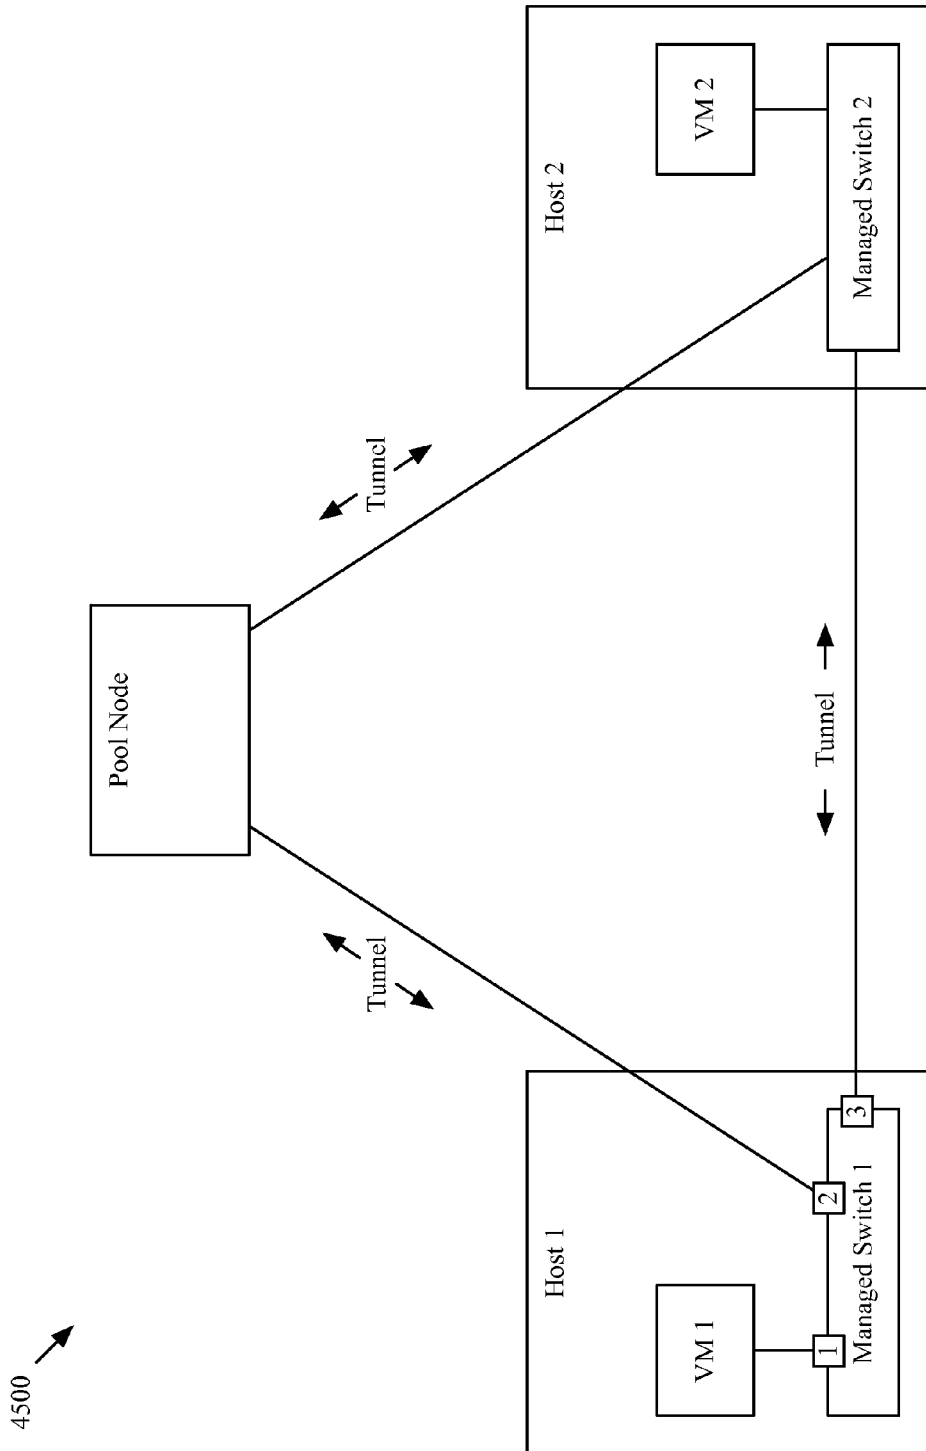 4500
Pool Node
Tunnel
Tunnel
Host 1
Host 2
VM 1
VM 2
Tunnel
1
2
3
Managed Switch 1
Managed Switch 2